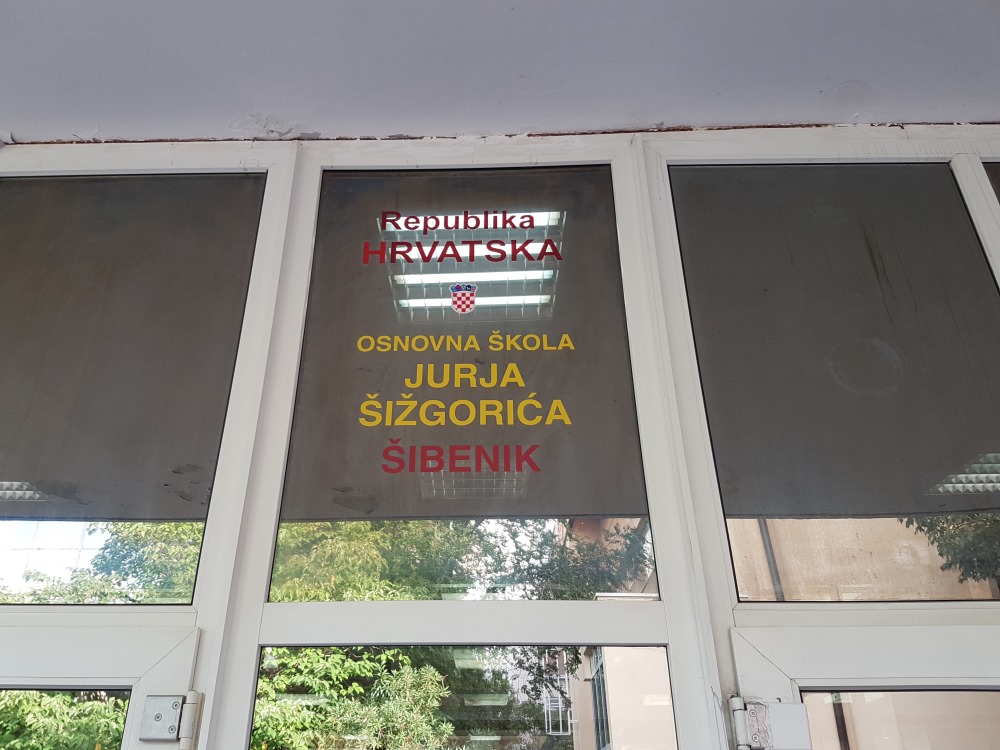 Republika
HRVATSKA
OSNOVNA ŠKOLA
JURJA
ŠIŽGORIĆA
ŠIBENIK